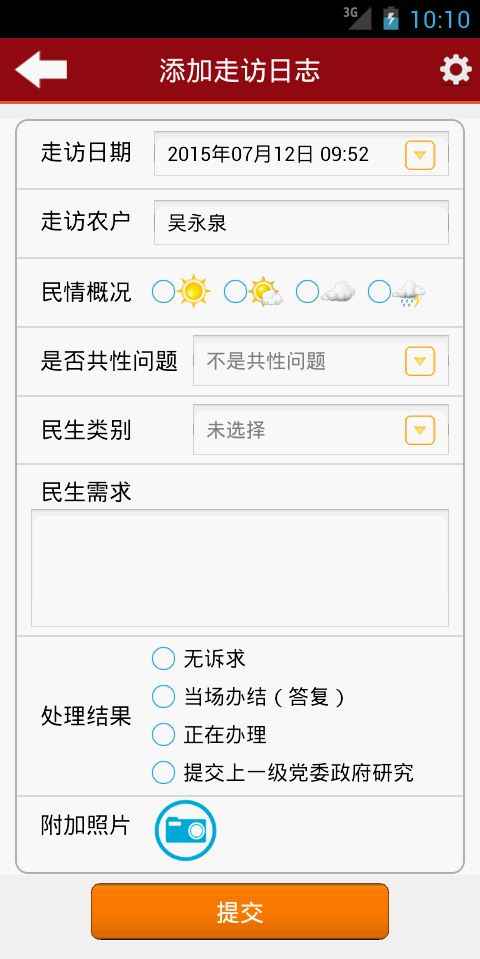 3G 10:10
添加走访日志
走访日期 2015年07月12日 09:52
走访农户 吴永泉
民情概况
是否共性问题 不是共性问题
民生类别 未选择
民生需求
处理结果
无诉求
当场办结（答复）
正在办理
提交上一级党委政府研究
附加照片
提交